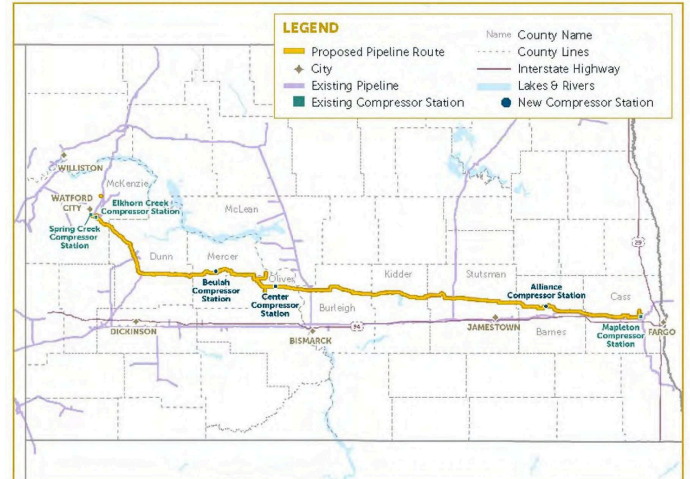 LEGEND
Proposed Pipeline Route
City
Existing Pipeline
Existing Compressor Station
Name County Name
County Lines
Interstate Highway
Lakes & Rivers
New Compressor Station
WILLISTON
McKenzie
WATFORD
CITY
Elkhorn Creek
Compressor Station
Spring Creek
Compressor
Station
McLean
29
Dunn
Mercer
Oliver
Kidder
Stutsman
Beulah
Compressor
Station
Center
Compressor
Station
Burleigh
Alliance
Compressor Station
Cass
DICKINSON
94
BISMARCK
JAMESTOWN
Barnes
Mapleton
Compressor
Station
FARGO